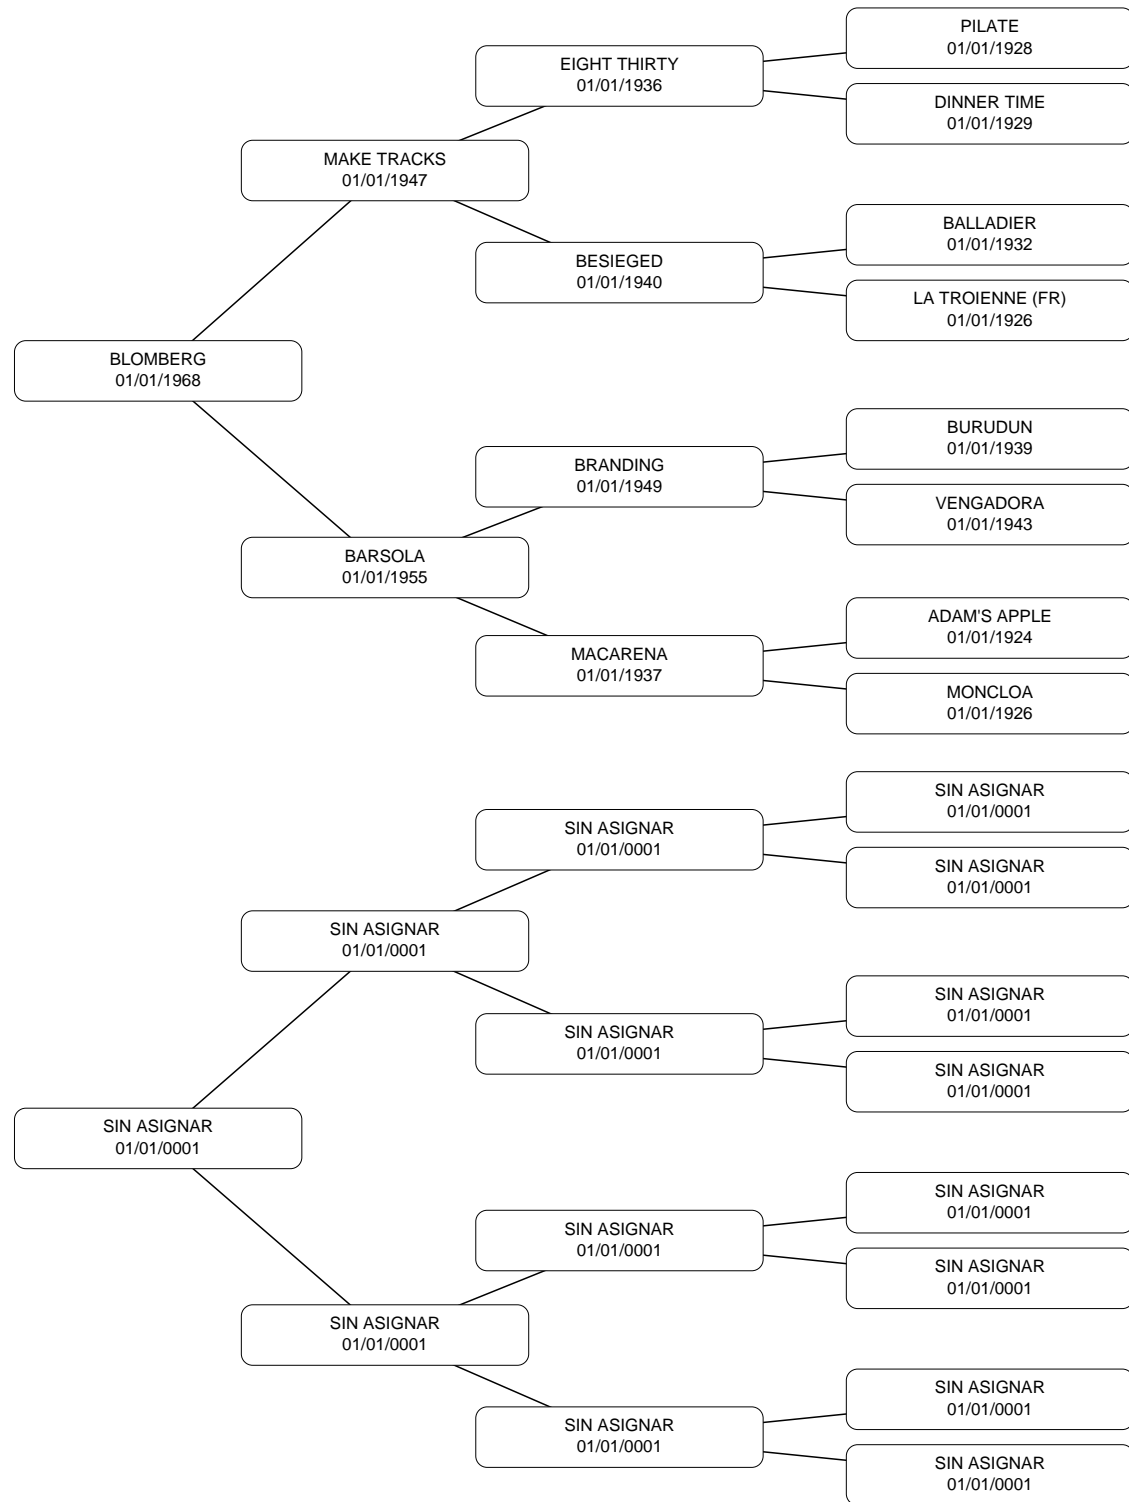 PILATE
01/01/1928
EIGHT THIRTY
01/01/1936
DINNER TIME
01/01/1929
MAKE TRACKS
01/01/1947
BALLADIER
01/01/1932
BESIEGED
01/01/1940
LA TROIENNE (FR)
01/01/1926
BLOMBERG
01/01/1968
BURUDUN
01/01/1939
BRANDING
01/01/1949
VENGADORA
01/01/1943
BARSOLA
01/01/1955
ADAM'S APPLE
01/01/1924
MACARENA
01/01/1937
MONCLOA
01/01/1926
SIN ASIGNAR
01/01/0001
SIN ASIGNAR
01/01/0001
SIN ASIGNAR
01/01/0001
SIN ASIGNAR
01/01/0001
SIN ASIGNAR
01/01/0001
SIN ASIGNAR
01/01/0001
SIN ASIGNAR
01/01/0001
SIN ASIGNAR
01/01/0001
SIN ASIGNAR
01/01/0001
SIN ASIGNAR
01/01/0001
SIN ASIGNAR
01/01/0001
SIN ASIGNAR
01/01/0001
SIN ASIGNAR
01/01/0001
SIN ASIGNAR
01/01/0001
SIN ASIGNAR
01/01/0001